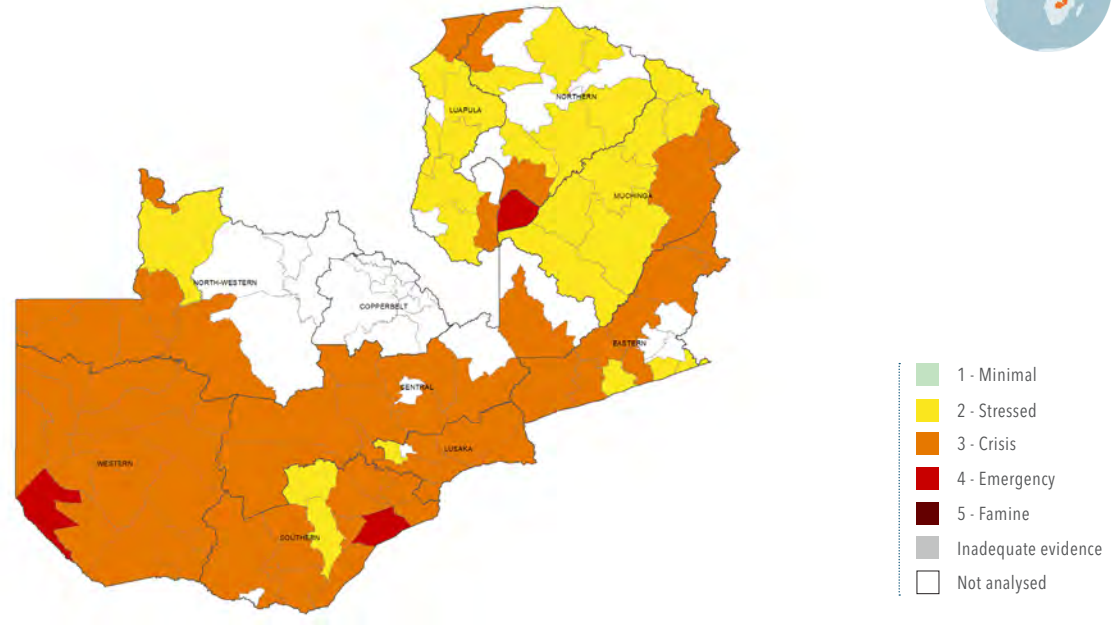 LUAPULA
NORTHERN
MUCHINGA
NORTH-WESTERN
COPPERBELT
EASTERN
CENTRAL
LUSAKA
WESTERN
SOUTHERN
1 - Minimal
2 - Stressed
3 - Crisis
4 - Emergency
5 - Famine
Inadequate evidence
Not analysed